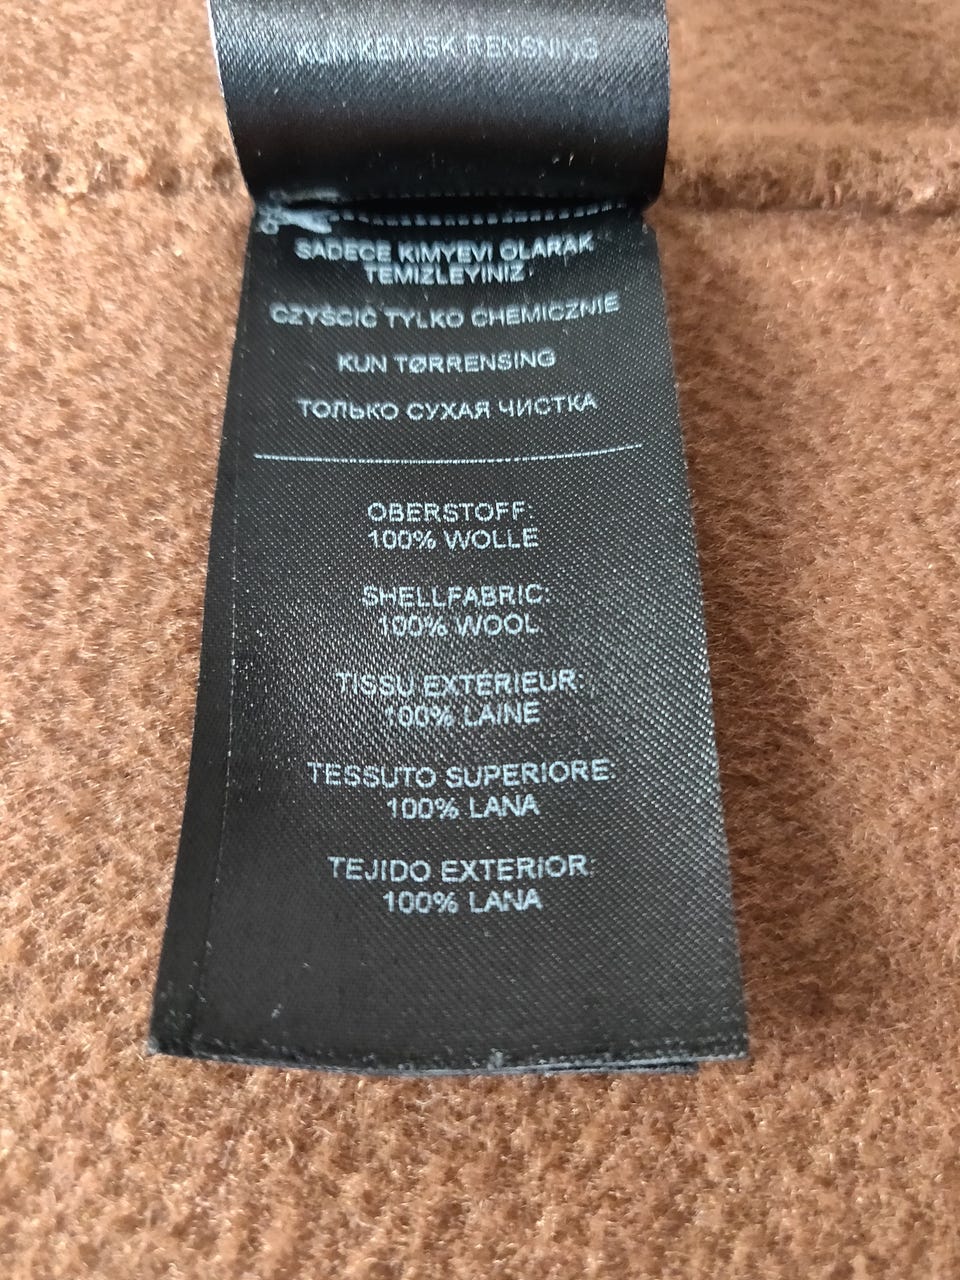 KUN KEMISK RENSNING
SADECE KIMYEVI OLARAK
TEMIZLEYINIZ
CZYŚCIĆ TYLKO CHEMICZNIE
KUN TØRRENSING
ТОЛЬКО СУХАЯ ЧИСТКА
OBERSTOFF:
100% WOLLE
SHELLFABRIC:
100% WOOL
TISSU EXTERIEUR:
100% LAINE
TESSUTO SUPERIORE
100% LANA
TEJIDO EXTERIOR:
100% LANA